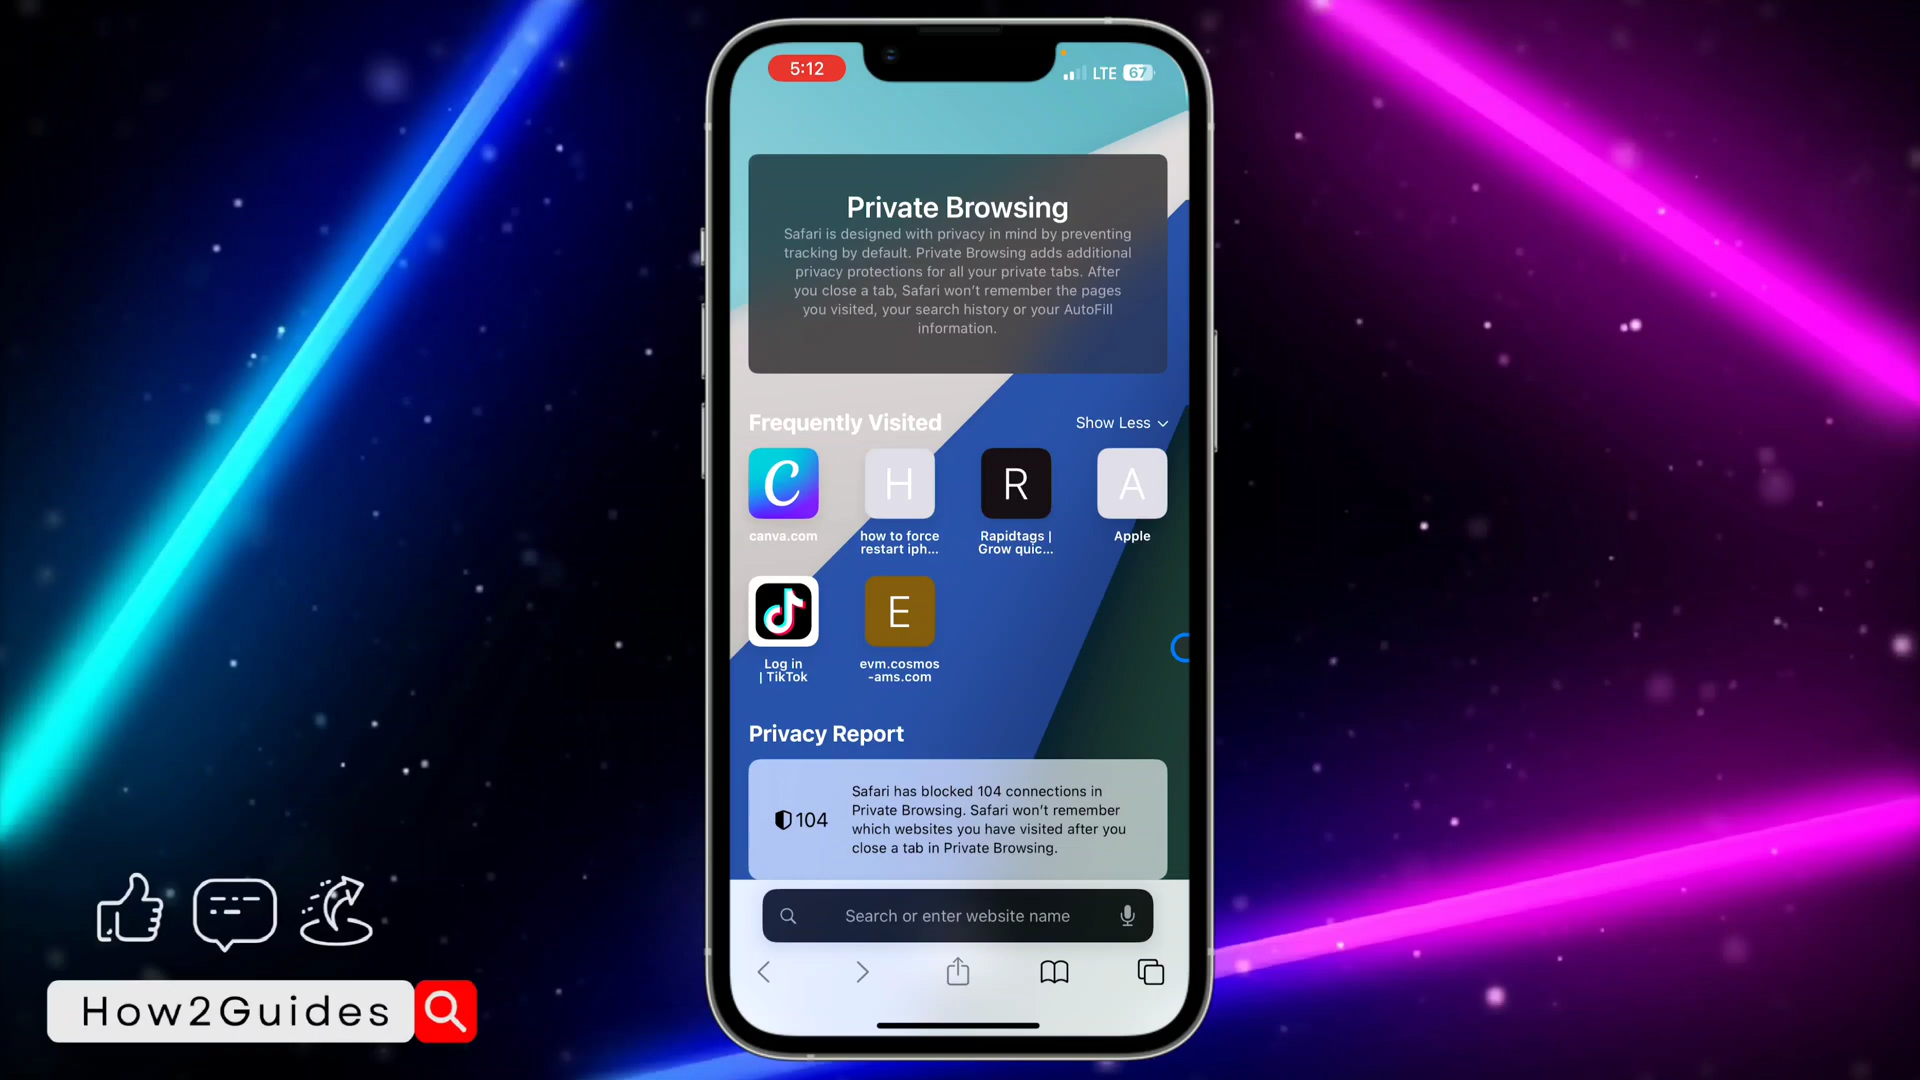 5:12
LTE 67
Private Browsing
Safari is designed with privacy in mind by preventing
tracking by default. Private Browsing adds additional
privacy protections for all your private tabs. After
you close a tab, Safari won't remember the pages
you visited, your search history or your AutoFill
information.
Frequently Visited
Show Less
C
H
R
A
canva.com
how to force
restart iph...
Rapidtags |
Grow quic...
Apple
E
Log in
| TikTok
evm.cosmos
-ams.com
Privacy Report
104
Safari has blocked 104 connections in
Private Browsing. Safari won't remember
which websites you have visited after you
close a tab in Private Browsing.
Search or enter website name
How2Guides